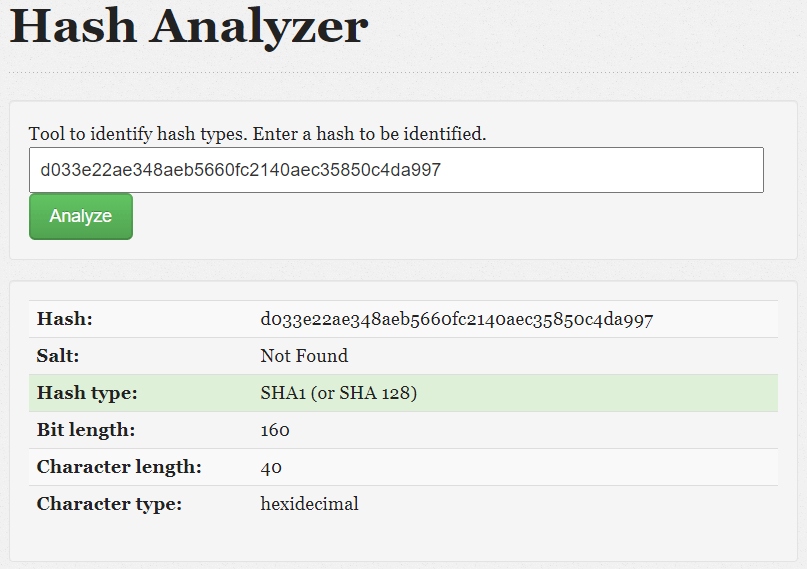 Hash Analyzer
Tool to identify hash types. Enter a hash to be identified.
d033e22ae348aeb5660fc2140aec35850c4da997
Analyze
Hash: d033e22ae348aeb5660fc2140aec35850c4da997
Salt: Not Found
Hash type: SHA1 (or SHA 128)
Bit length: 160
Character length: 40
Character type: hexidecimal